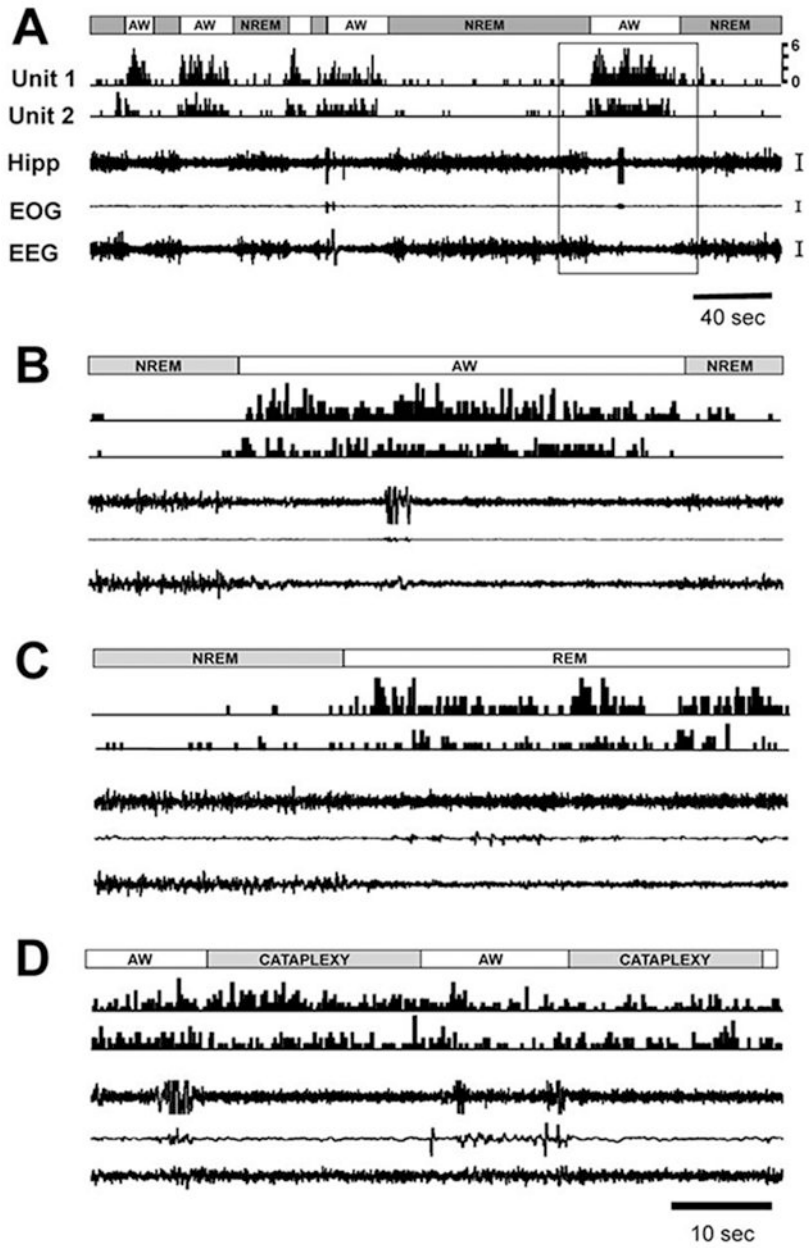 A
AW AW NREM AW NREM AW NREM
6
0
Unit 1
Unit 2
Hipp
EOG
EEG
40 sec
B
NREM AW NREM
C
NREM REM
D
AW CATAPLEXY AW CATAPLEXY
10 sec